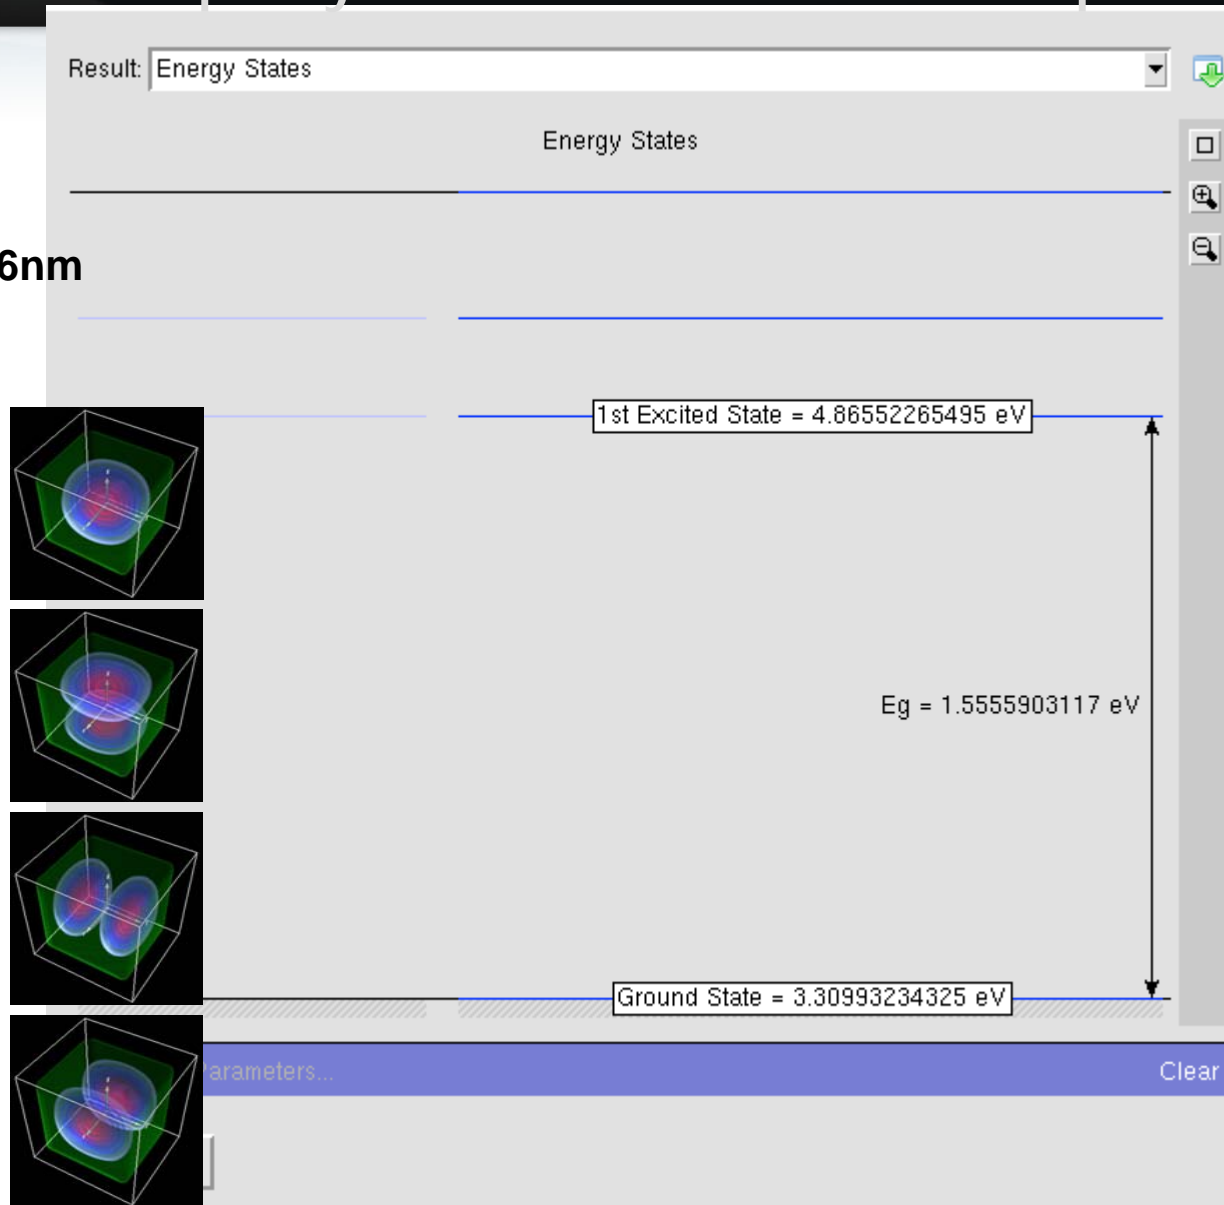 Result: Energy States
Energy States
6nm
1st Excited State = 4.86552265495 eV
Eg = 1.5555903117 eV
Ground State = 3.30993234325 eV
arameters...
Clear